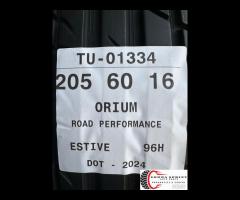 TU-01334
205 60 16
ORIUM
ROAD PERFORMANCE
ESTIVE 96H
DOT - 2024